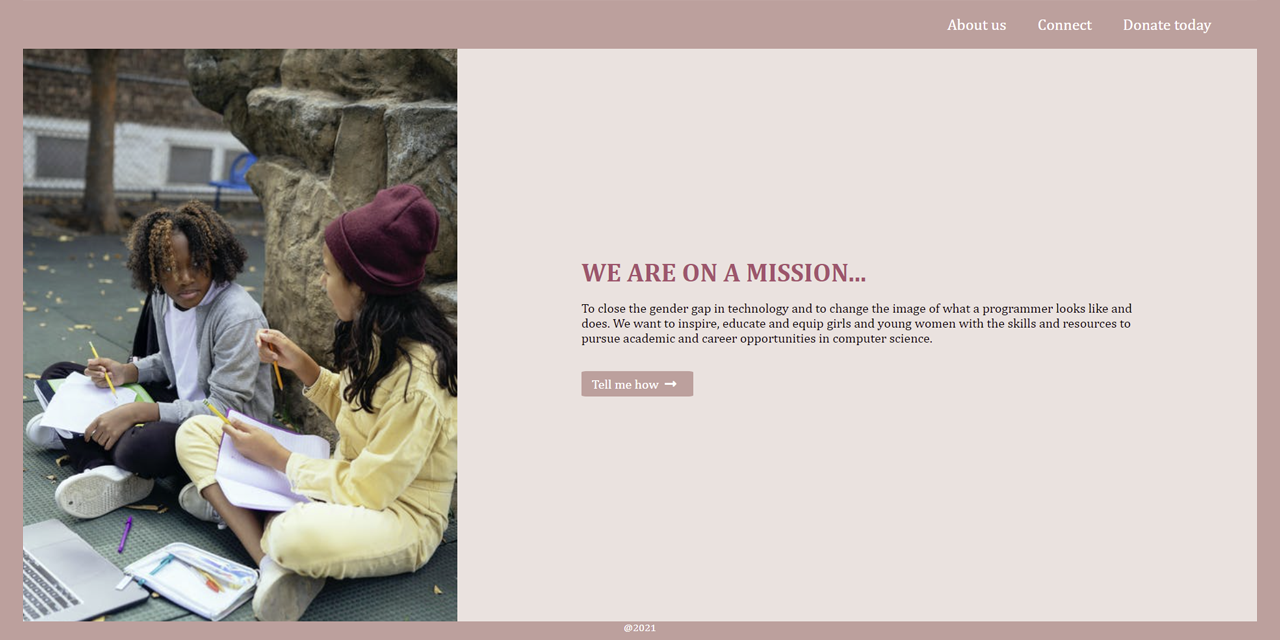 About us Connect Donate today
WE ARE ON A MISSION...
To close the gender gap in technology and to change the image of what a programmer looks like and
does. We want to inspire, educate and equip girls and young women with the skills and resources to
pursue academic and career opportunities in computer science.
Tell me how →
@2021